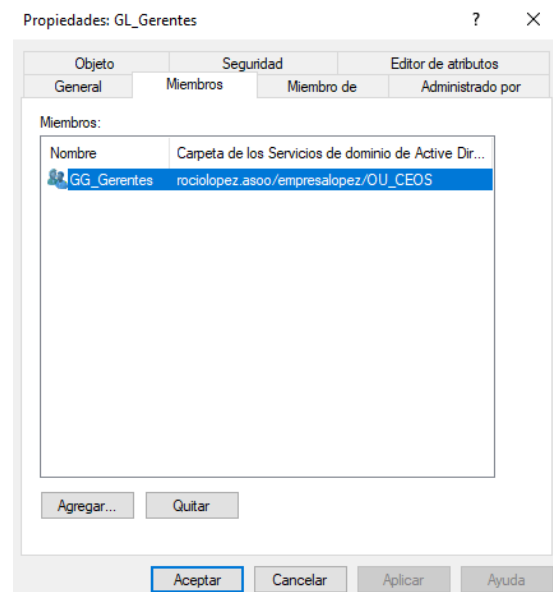 Propiedades: GL_Gerentes ? ×
Objeto Seguridad Editor de atributos
General Miembros Miembro de Administrado por
Miembros:
Nombre Carpeta de los Servicios de dominio de Active Dir...
GG_Gerentes rociolopez.asoo/empresalopez/OU_CEOS
Agregar... Quitar
Aceptar Cancelar Aplicar Ayuda